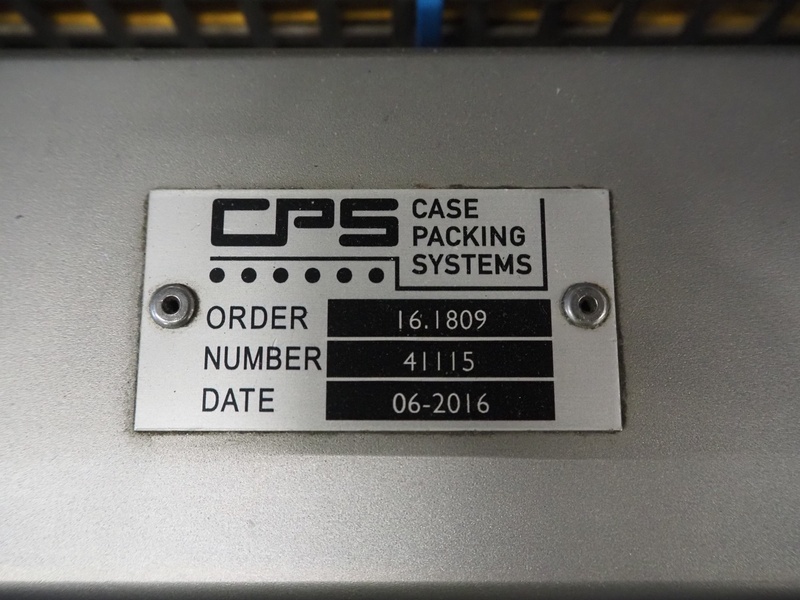 CPS CASE
PACKING
SYSTEMS
ORDER 16.1809
NUMBER 41115
DATE 06-2016